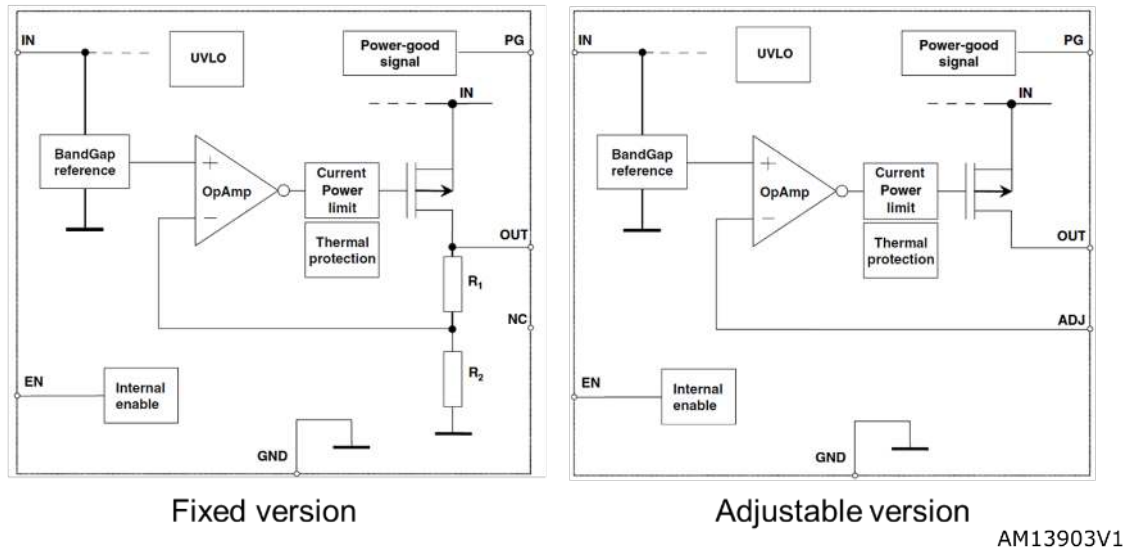 IN
UVLO
Power-good
signal
PG
IN
BandGap
reference
+
OpAmp
−
Current
Power
limit
Thermal
protection
OUT
R1
NC
R2
EN
Internal
enable
GND
Fixed version
IN
UVLO
Power-good
signal
PG
IN
BandGap
reference
+
OpAmp
−
Current
Power
limit
Thermal
protection
OUT
ADJ
EN
Internal
enable
GND
Adjustable version
AM13903V1